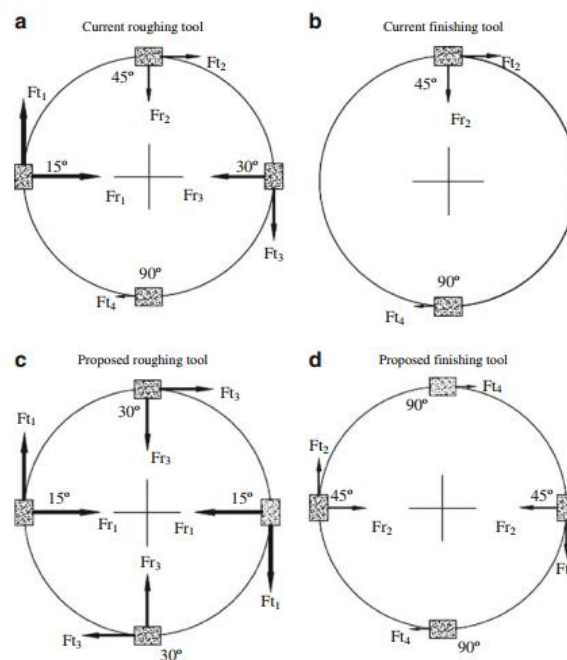 a Current roughing tool
45º Ft2
Ft1 Fr2
15º 30º
Fr1 Fr3
90º Ft3
Ft4
b Current finishing tool
45º Ft2
Fr2
90º
Ft4
c Proposed roughing tool
Ft3
30º
Ft1 Fr3
15º 15º
Fr1 Fr1
Fr3
Ft1
Ft3
30º
d Proposed finishing tool
Ft4
90º
Ft2
45º 45º
Fr2 Fr2
Ft4
90º